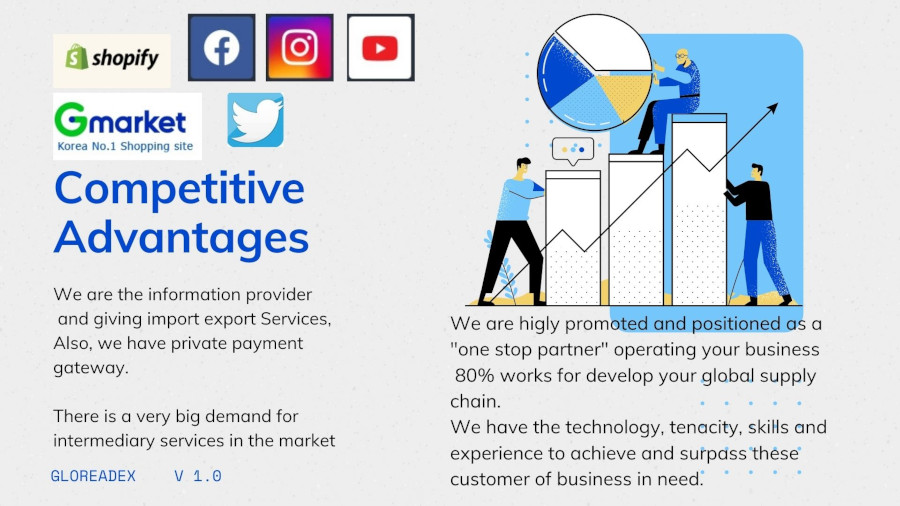 shopify
Gmarket
Korea No.1 Shopping site
Competitive
Advantages
We are the information provider
and giving import export Services,
Also, we have private payment
gateway.
There is a very big demand for
intermediary services in the market
GLOREADEX V 1.0
We are higly promoted and positioned as a
"one stop partner" operating your business
80% works for develop your global supply
chain.
We have the technology, tenacity, skills and
experience to achieve and surpass these
customer of business in need.